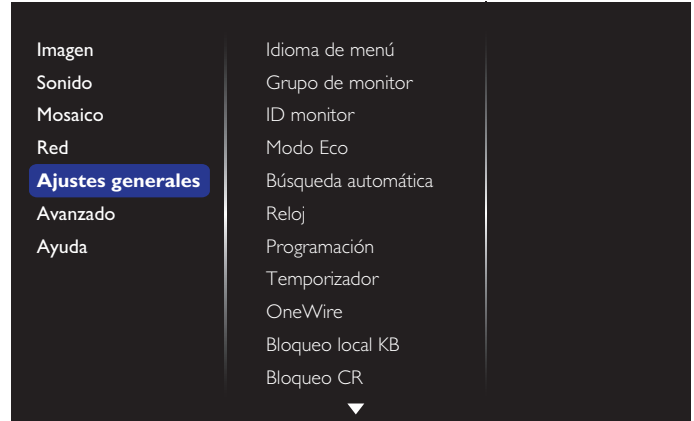 Imagen
Sonido
Mosaico
Red
Ajustes generales
Avanzado
Ayuda
Idioma de menú
Grupo de monitor
ID monitor
Modo Eco
Búsqueda automática
Reloj
Programación
Temporizador
OneWire
Bloqueo local KB
Bloqueo CR